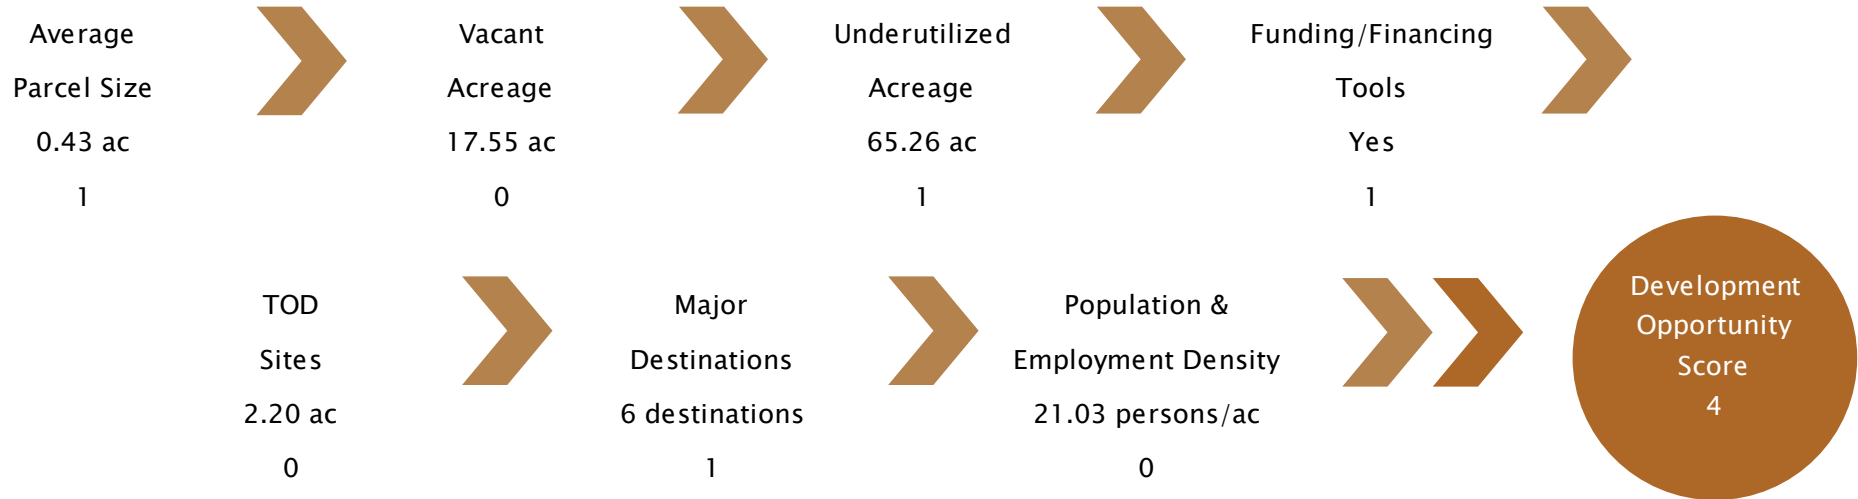 Average
Parcel Size
0.43 ac
1
Vacant
Acreage
17.55 ac
0
Underutilized
Acreage
65.26 ac
1
Funding/Financing
Tools
Yes
1
TOD
Sites
2.20 ac
0
Major
Destinations
6 destinations
1
Population &
Employment Density
21.03 persons/ac
0
Development
Opportunity
Score
4